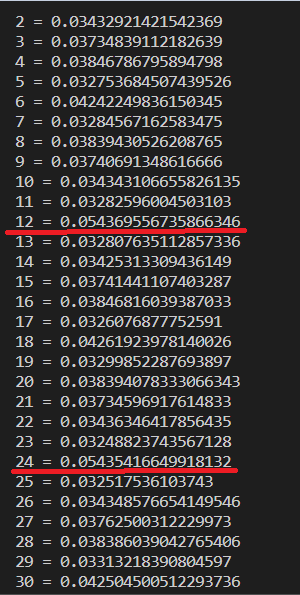 2 = 0.03432921421542369
3 = 0.03734839112182639
4 = 0.03846786795894798
5 = 0.032753684507439526
6 = 0.04242249836150345
7 = 0.03284567162583475
8 = 0.03839430526208765
9 = 0.03740691348616666
10 = 0.034343106655826135
11 = 0.03282596004503103
12 = 0.054369556735866346
13 = 0.032807635112857336
14 = 0.03425313309436149
15 = 0.03741441107403287
16 = 0.03846816039387033
17 = 0.0326076877752591
18 = 0.04261923978140026
19 = 0.03299852287693897
20 = 0.038394078333066343
21 = 0.03734596917614833
22 = 0.03436346417856435
23 = 0.03248823743567128
24 = 0.05435416649918132
25 = 0.032517536103743
26 = 0.034348576654149546
27 = 0.03762500312229973
28 = 0.038386039042765406
29 = 0.03313218390804597
30 = 0.042504500512293736